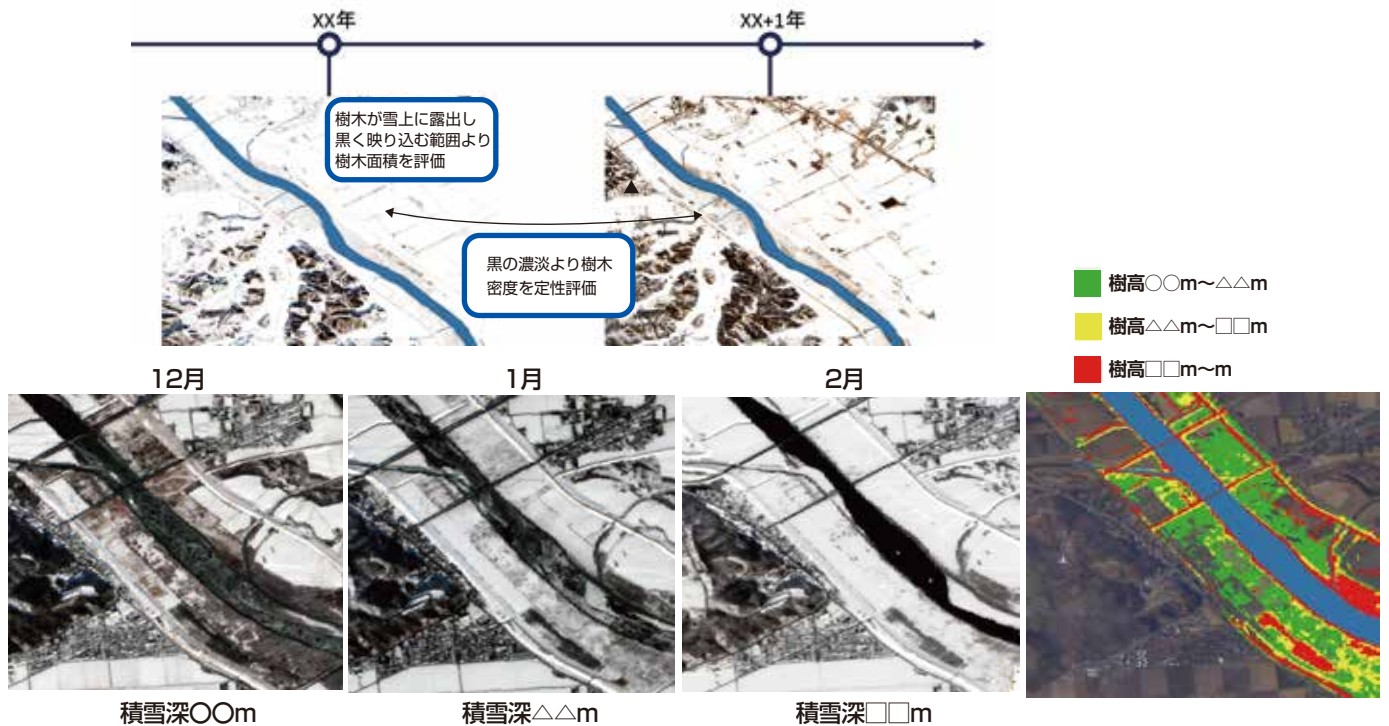 XX年
XX+1年
樹木が雪上に露出し
黒く映り込む範囲より
樹木面積を評価
黒の濃淡より樹木
密度を定性評価
樹高○○m〜△△m
樹高△△m〜□□m
樹高□□m〜m
12月
1月
2月
積雪深○○m
積雪深△△m
積雪深□□m